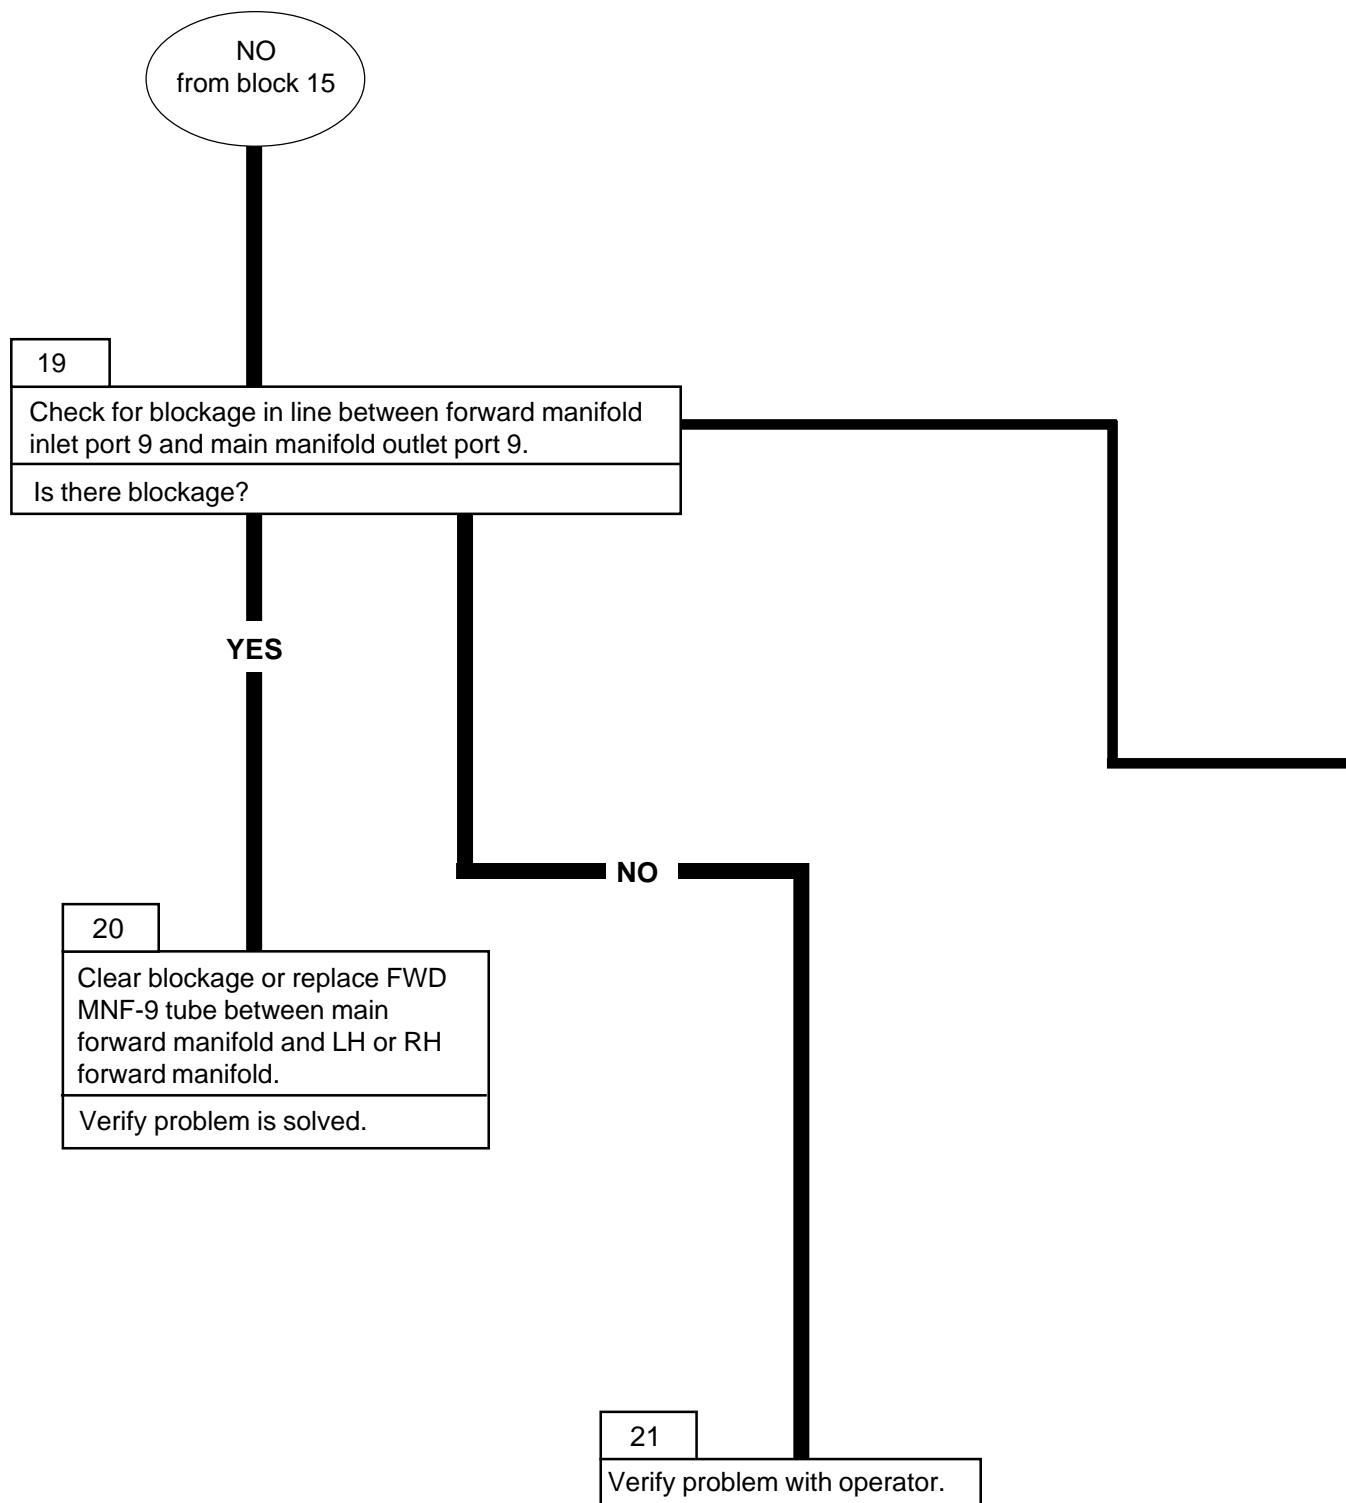 NO
from block 15
19
Check for blockage in line between forward manifold
inlet port 9 and main manifold outlet port 9.
Is there blockage?
YES
NO
20
Clear blockage or replace FWD
MNF-9 tube between main
forward manifold and LH or RH
forward manifold.
Verify problem is solved.
21
Verify problem with operator.